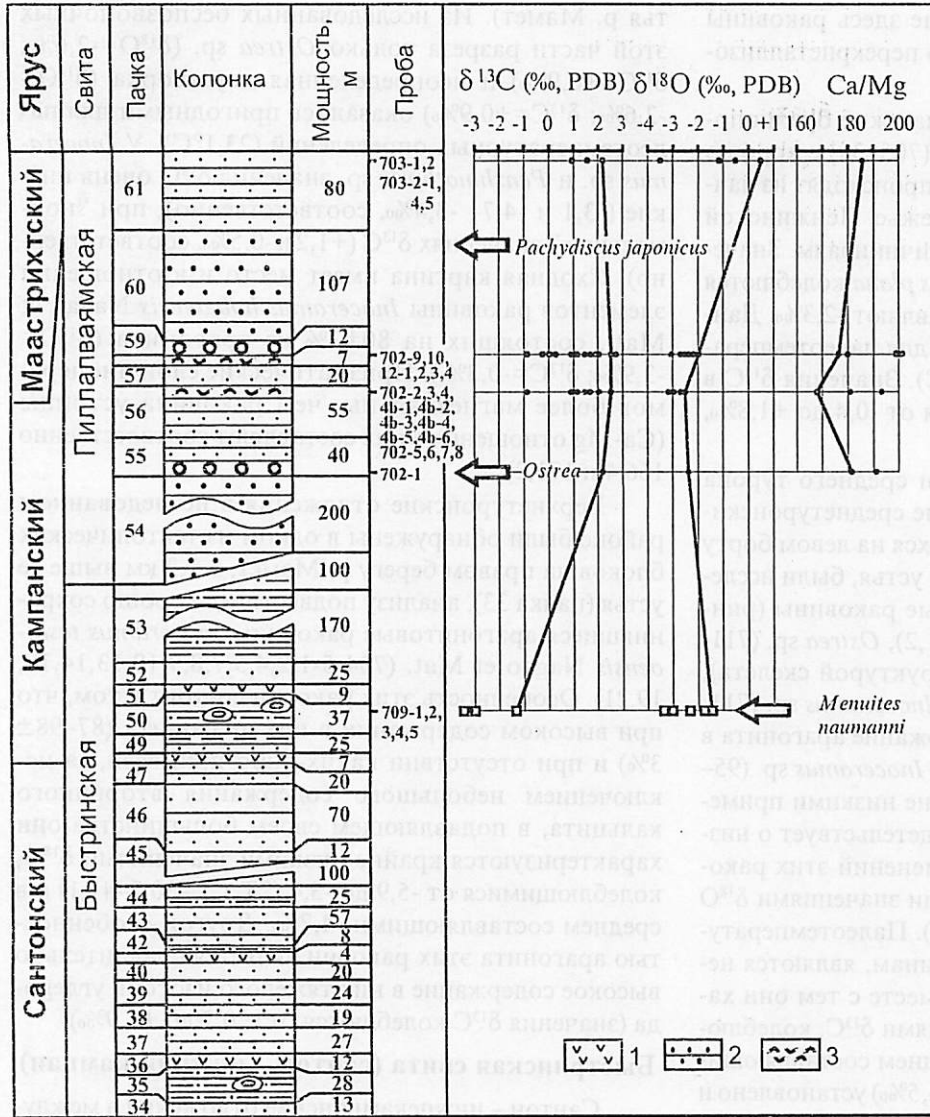 Ярус
Свита
Пачка
Колонка
Мощность
Проба
δ ¹³C (‰, PDB) δ ¹⁸O (‰, PDB) Ca/Mg
-3 -2 -1 0 1 2 3 -4 -3 -2 -1 0 +1 160 180 200
Маастрихтский
Кампанский
Сантонский
Пиллалваямская
Быстринская
703-1,2
61 80 703-2-1,
4,5
Pachydiscus japonicus
60 107
59 12
7 702-9,10,
57 20 12-1,2,3,4
702-2,3,4,
56 55 4b-1,4b-2,
4b-3,4b-4
4b-5,4b-6,
55 40 702-5,6,7,8
702-1
Ostrea
200
54
100
53 170
52 25
51 9
50 37 709-1,2,
3,4,5
Menuites
naumanni
49 25
7
47 20
46 70
45 12
100
44 25
43 57
42 8
4
40 20
39 24
38 19
37 27
36 12
35 28
34 13
1 2 3